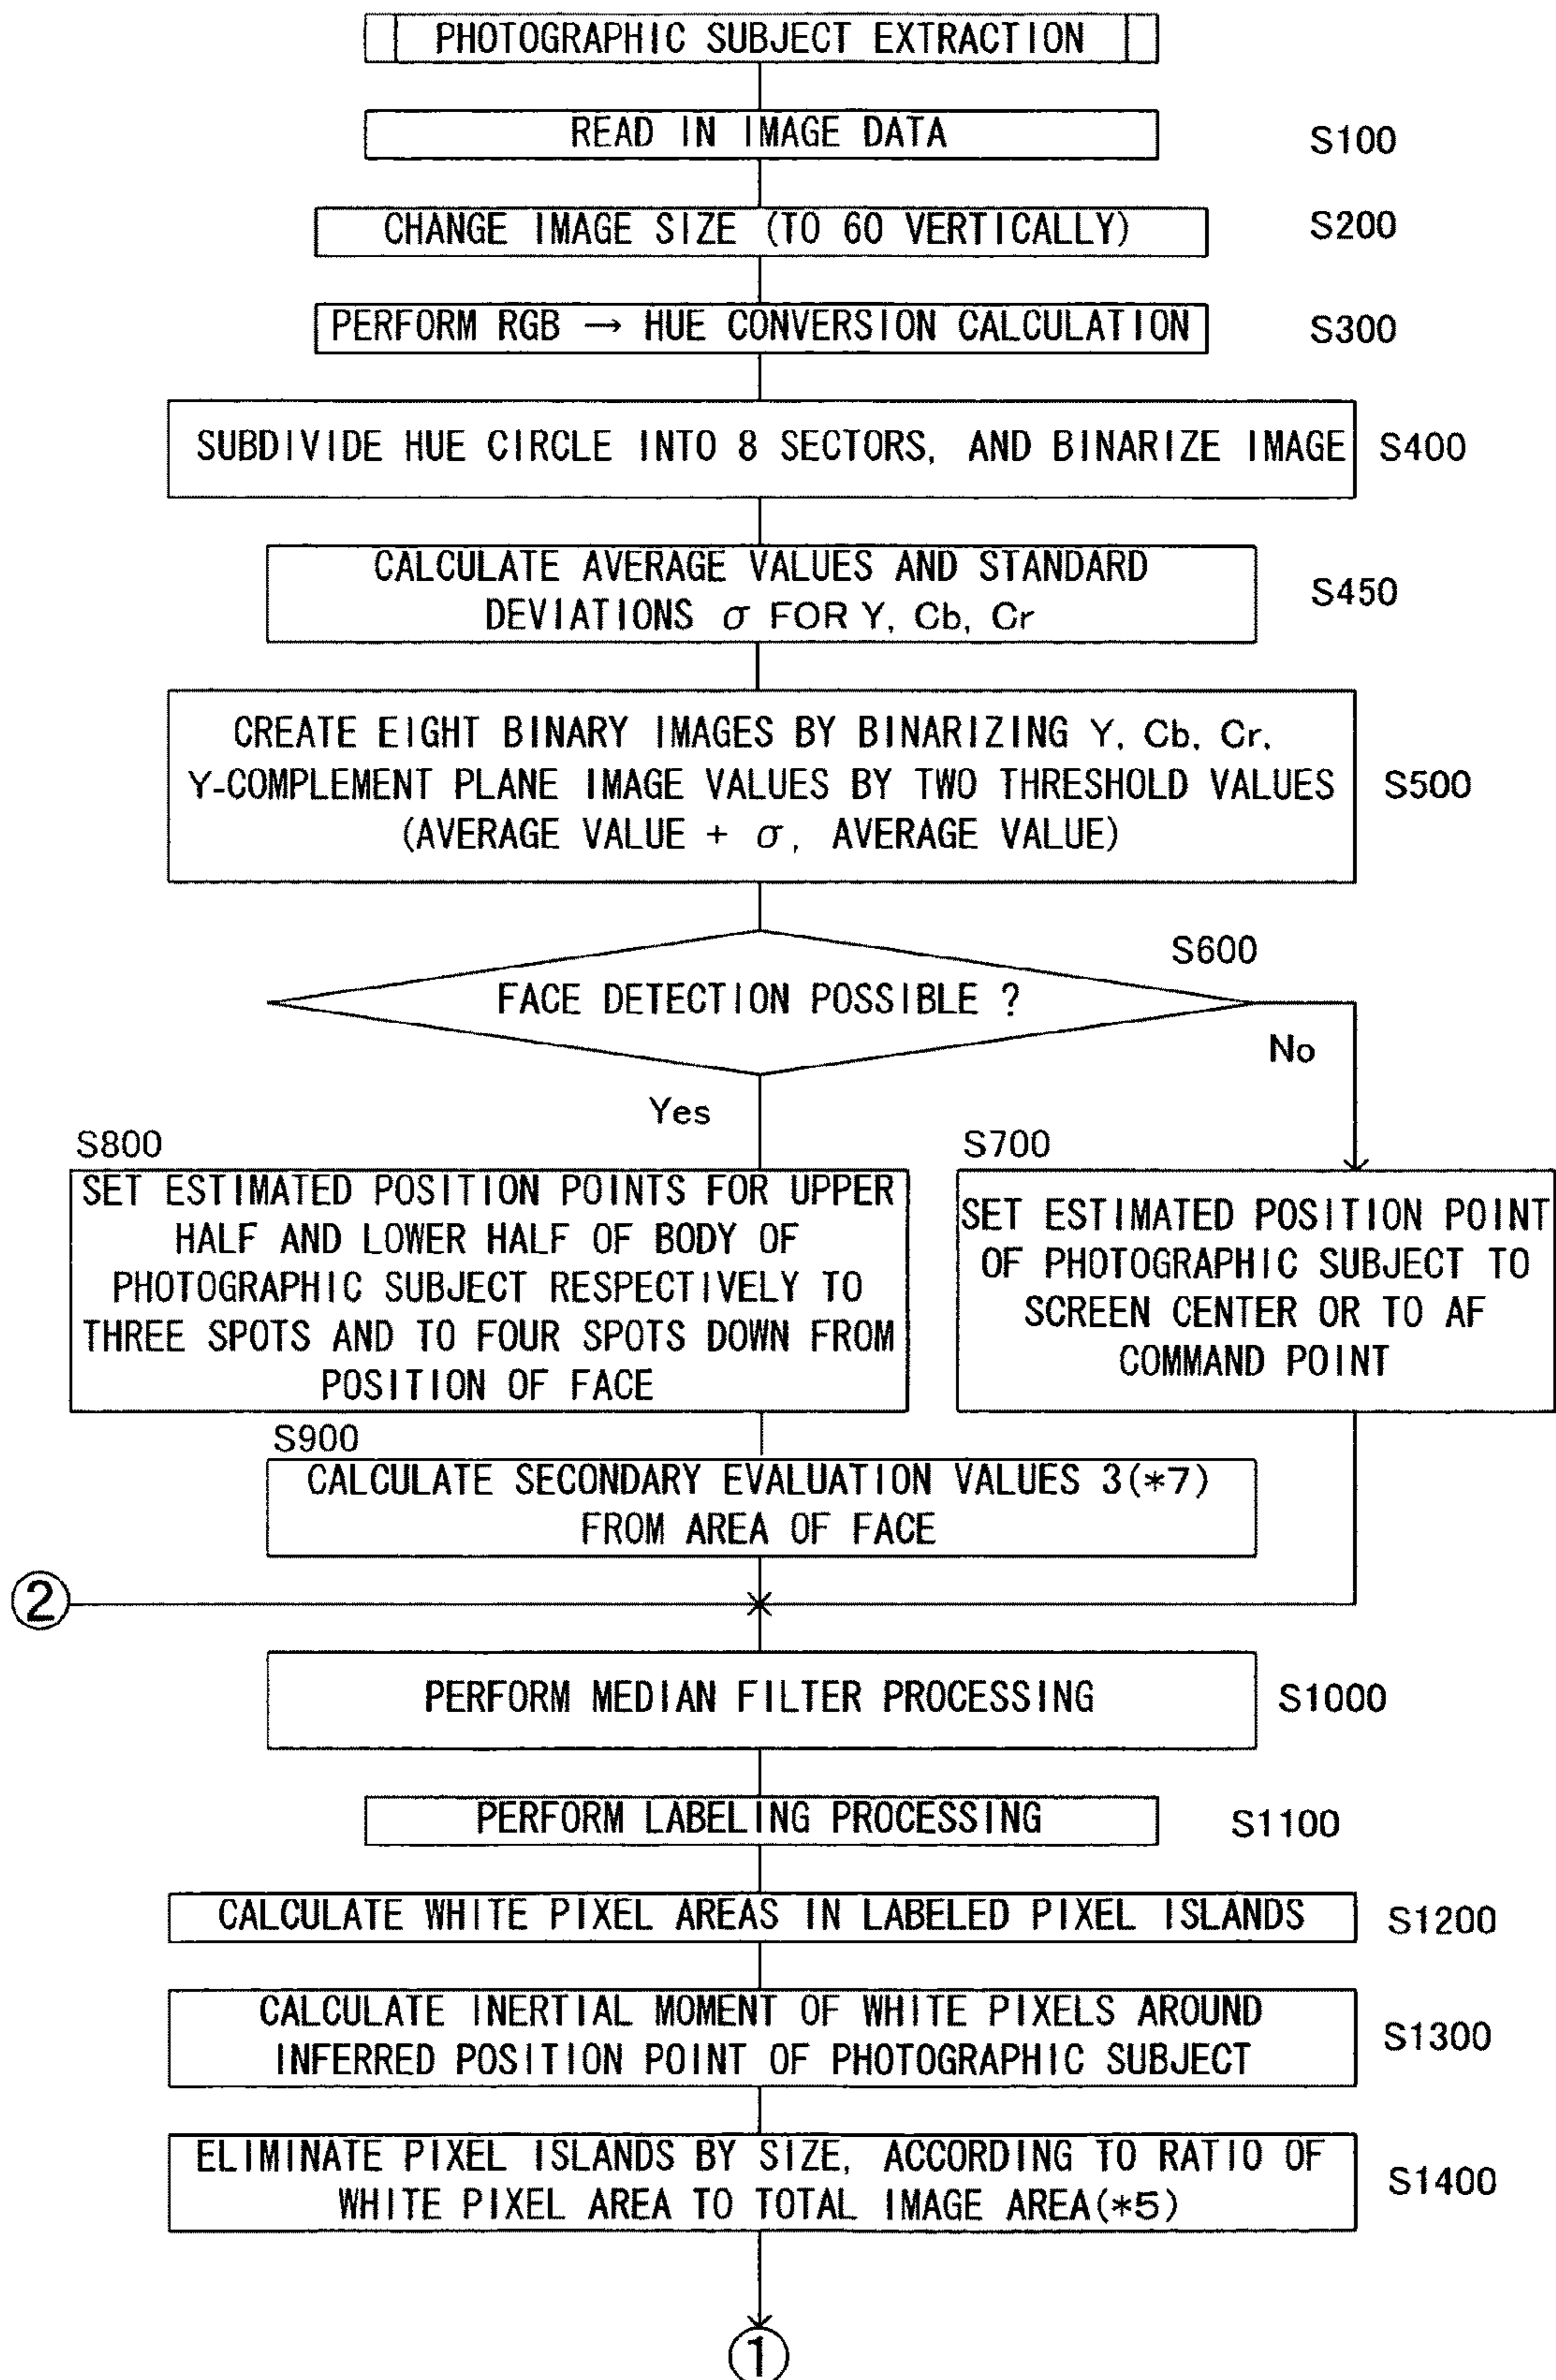 PHOTOGRAPHIC SUBJECT EXTRACTION
READ IN IMAGE DATA
S100
CHANGE IMAGE SIZE (TO 60 VERTICALLY)
S200
PERFORM RGB → HUE CONVERSION CALCULATION
S300
SUBDIVIDE HUE CIRCLE INTO 8 SECTORS, AND BINARIZE IMAGE
S400
CALCULATE AVERAGE VALUES AND STANDARD
DEVIATIONS σ FOR Y, Cb, Cr
S450
CREATE EIGHT BINARY IMAGES BY BINARIZING Y, Cb, Cr,
Y-COMPLEMENT PLANE IMAGE VALUES BY TWO THRESHOLD VALUES
(AVERAGE VALUE + σ, AVERAGE VALUE)
S500
S600
FACE DETECTION POSSIBLE ?
No
Yes
S800
SET ESTIMATED POSITION POINTS FOR UPPER
HALF AND LOWER HALF OF BODY OF
PHOTOGRAPHIC SUBJECT RESPECTIVELY TO
THREE SPOTS AND TO FOUR SPOTS DOWN FROM
POSITION OF FACE
S700
SET ESTIMATED POSITION POINT
OF PHOTOGRAPHIC SUBJECT TO
SCREEN CENTER OR TO AF
COMMAND POINT
S900
CALCULATE SECONDARY EVALUATION VALUES 3(*7)
FROM AREA OF FACE
②
PERFORM MEDIAN FILTER PROCESSING
S1000
PERFORM LABELING PROCESSING
S1100
CALCULATE WHITE PIXEL AREAS IN LABELED PIXEL ISLANDS
S1200
CALCULATE INERTIAL MOMENT OF WHITE PIXELS AROUND
INFERRED POSITION POINT OF PHOTOGRAPHIC SUBJECT
S1300
ELIMINATE PIXEL ISLANDS BY SIZE, ACCORDING TO RATIO OF
WHITE PIXEL AREA TO TOTAL IMAGE AREA(*5)
S1400
①